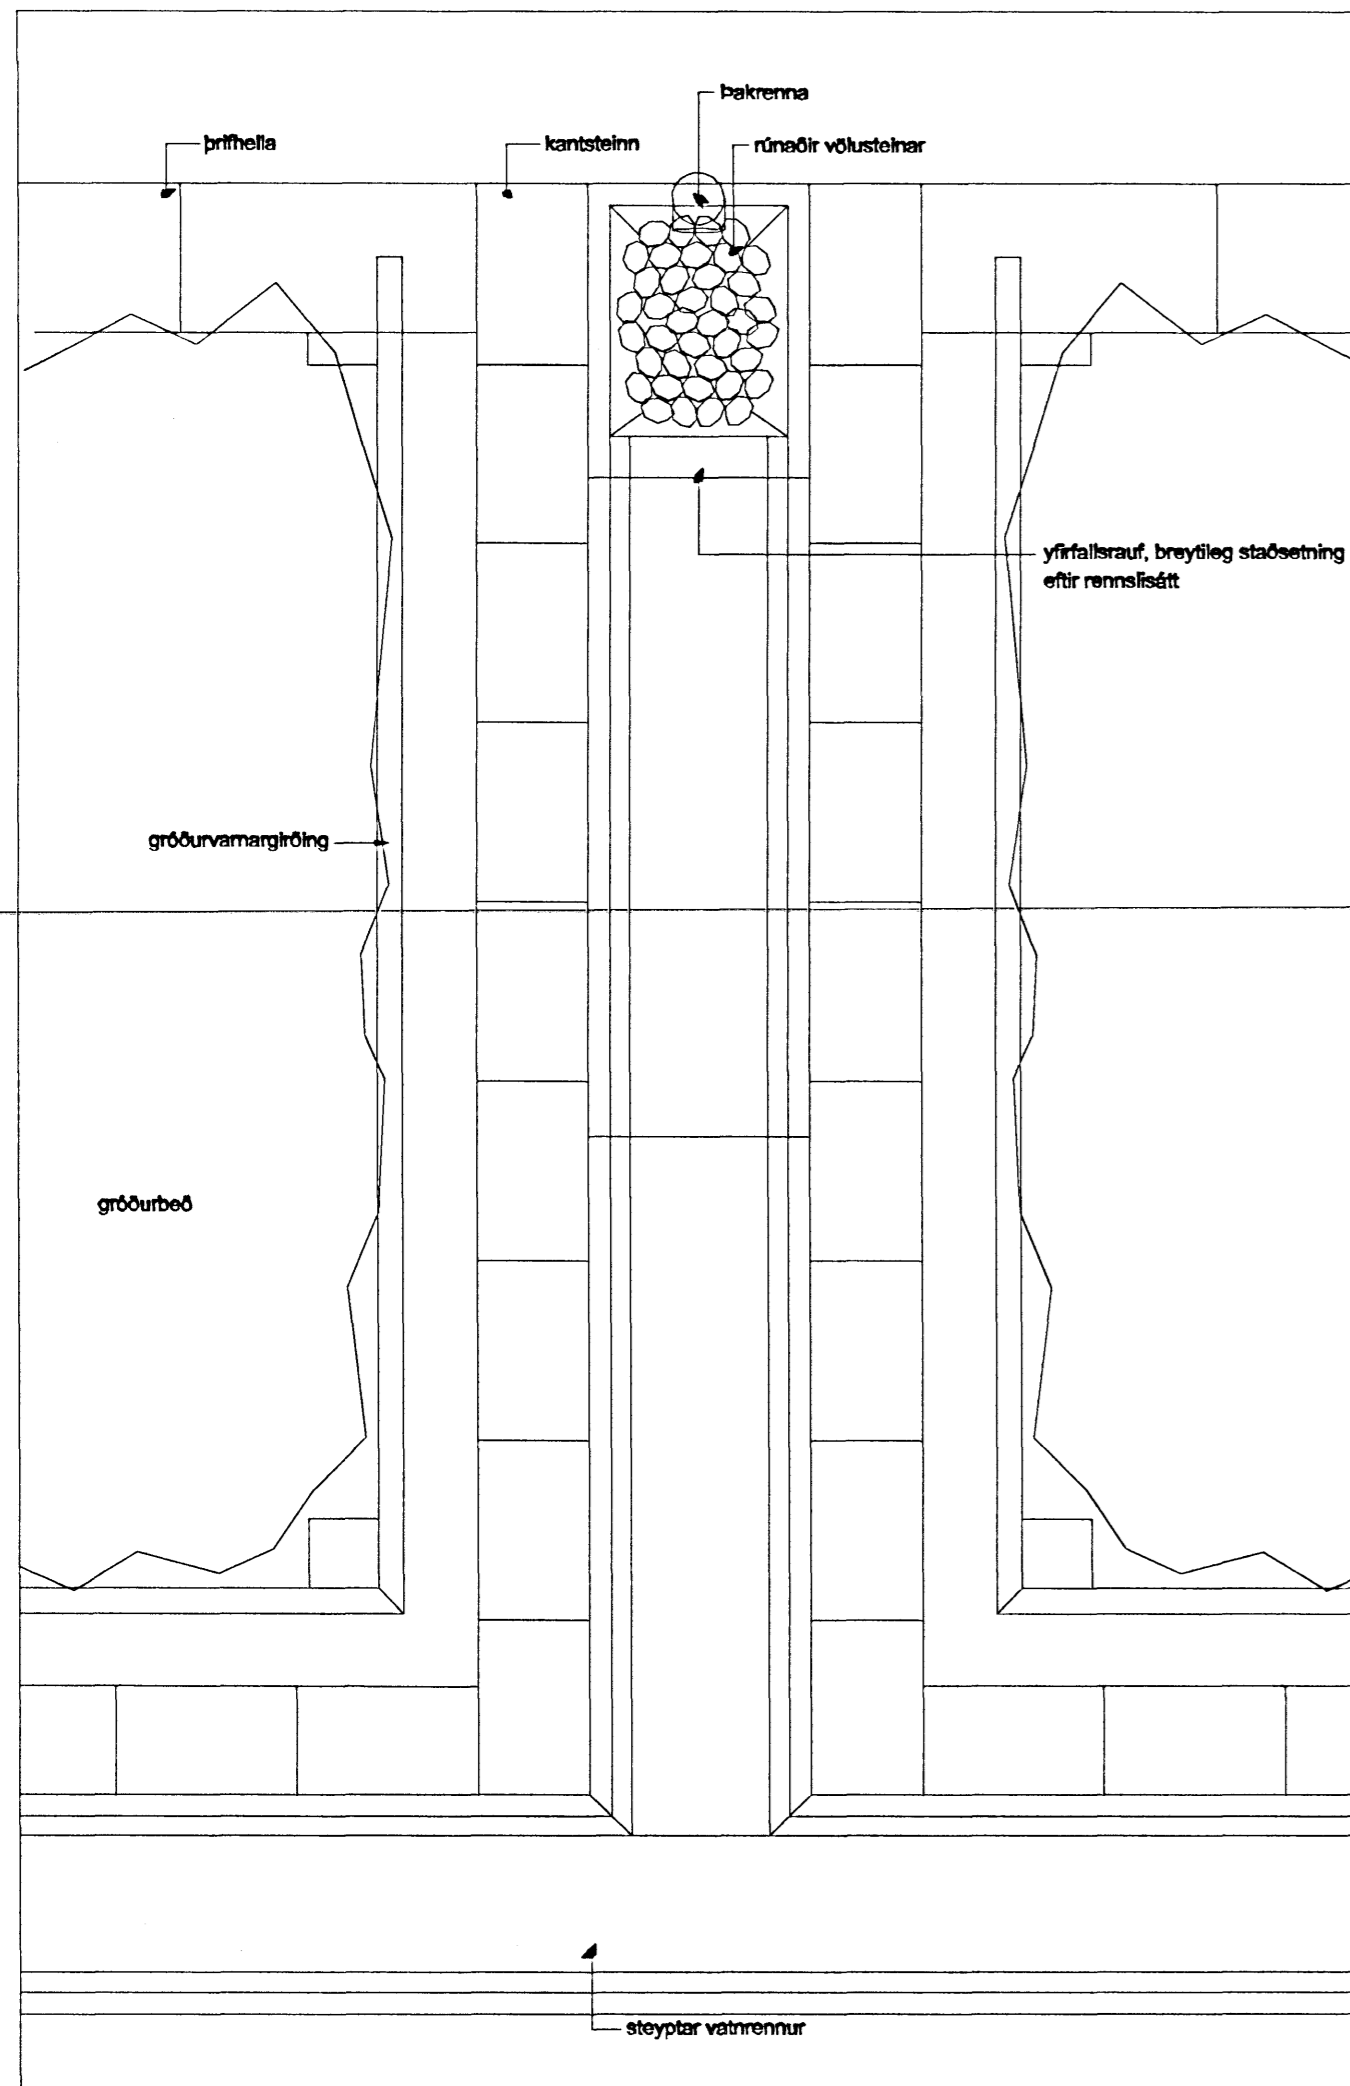 Þakrenna
þrifhella
kantsteinn
rúnaðir völusteinar
yfirfallsrauf, breytileg staðsetning
eftir rennslisátt
gróðurvarnargirðing
gróðurbeð
steyptar vatnrennur